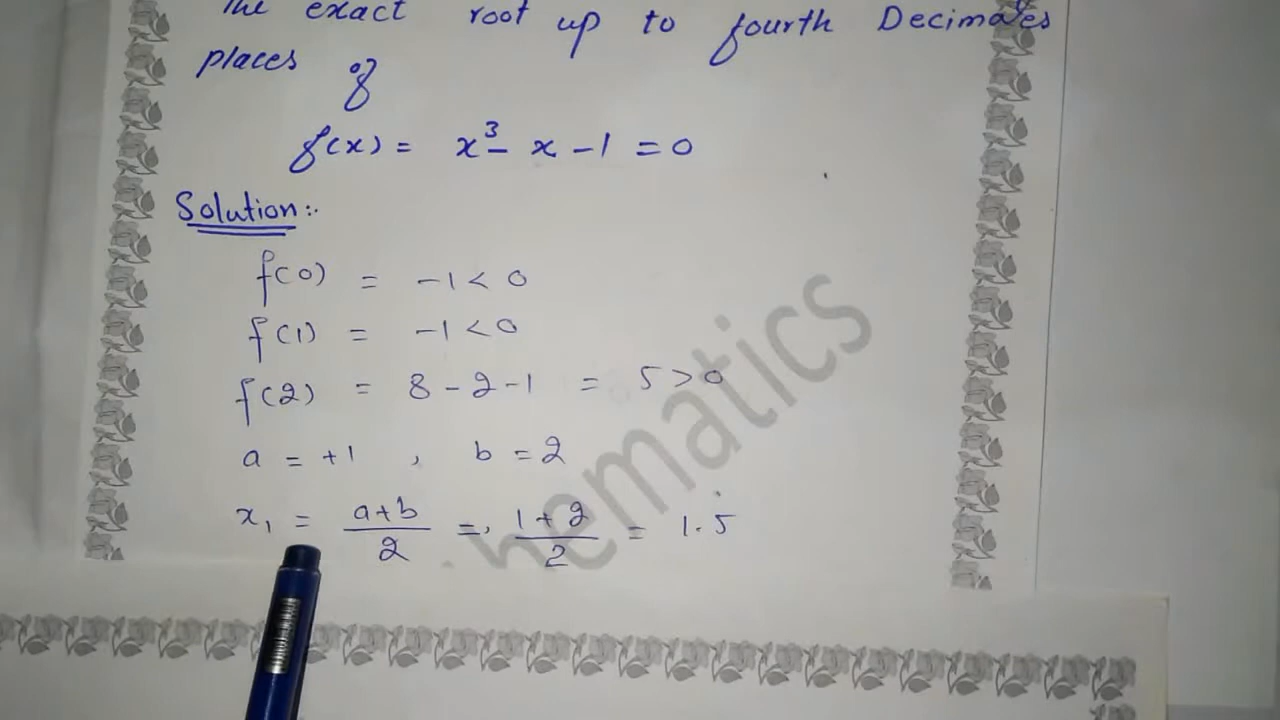 The exact root up to fourth Decimales
places of
f(x) = x³ - x - 1 = 0
Solution:.
f(0) = -1 < 0
f(1) = -1 < 0
f(2) = 8 - 2 - 1 = 5 > 0
a = +1 , b = 2
x₁ = a+b/2 =, 1+2/2 = 1.5
hematics